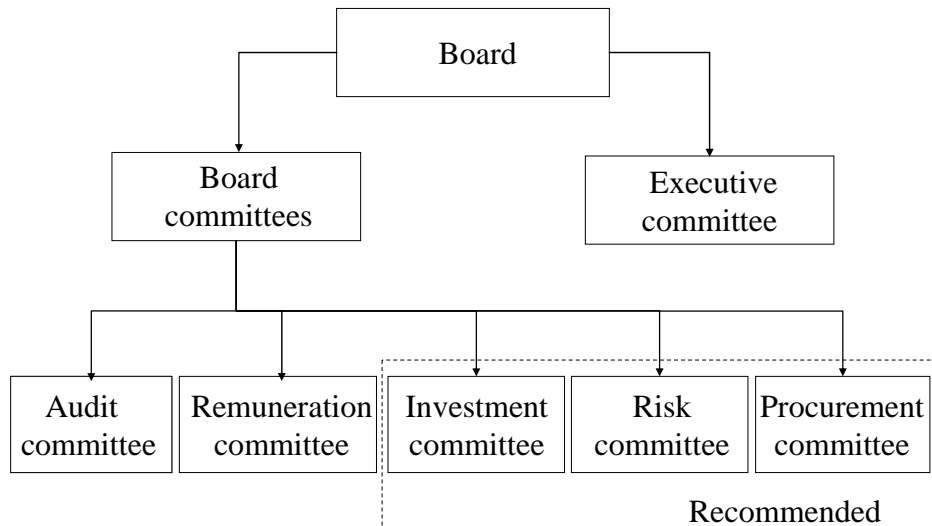 Board
Board
committees
Executive
committee
Audit
committee
Remuneration
committee
Investment
committee
Risk
committee
Procurement
committee
Recommended